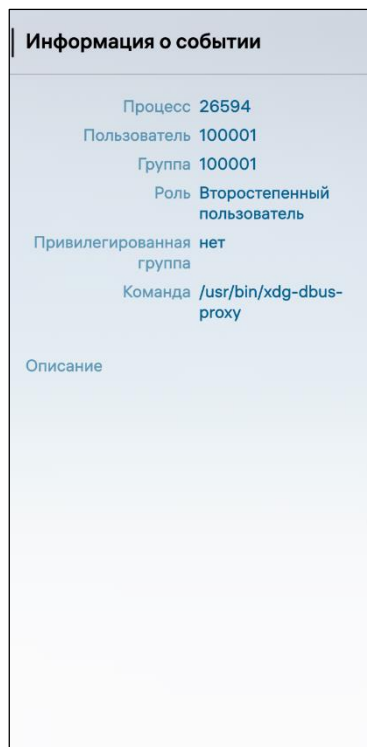 Информация о событии
Процесс 26594
Пользователь 100001
Группа 100001
Роль Второстепенный
пользователь
Привилегированная нет
группа
Команда /usr/bin/xdg-dbus-
proxy
Описание